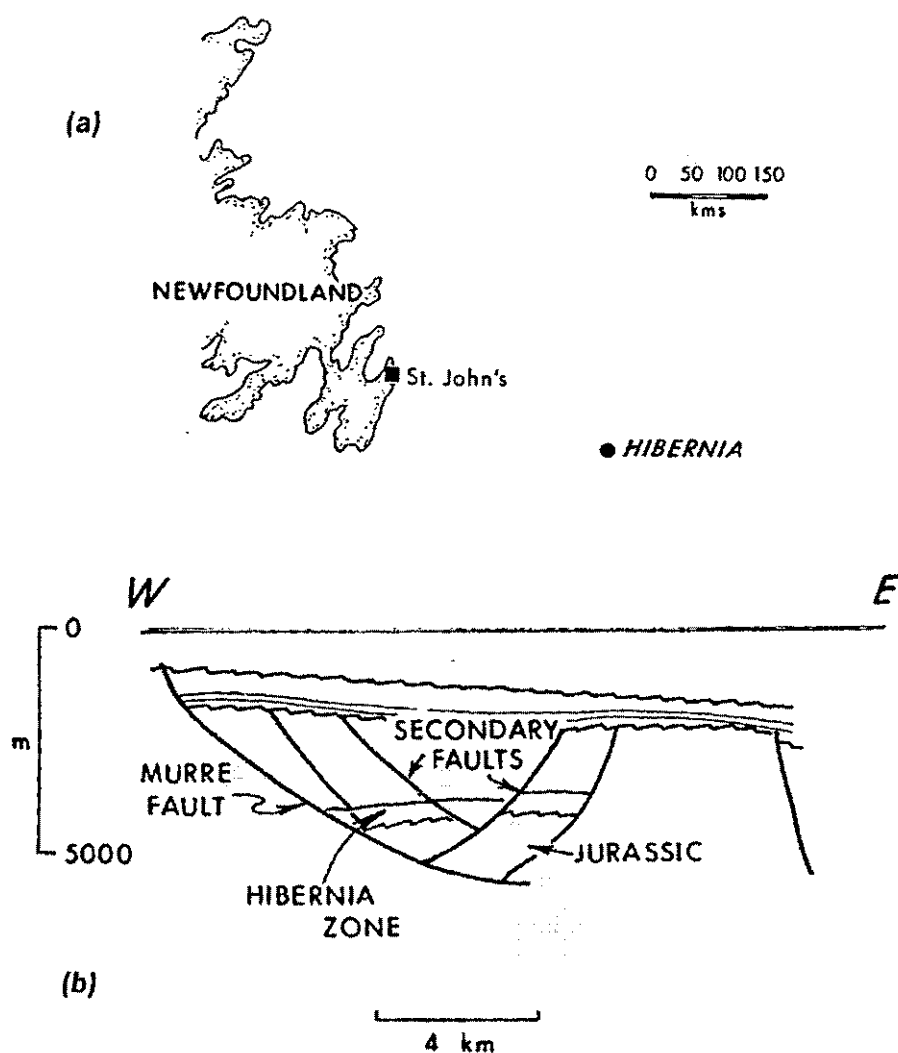 (a)
0 50 100 150
kms
NEWFOUNDLAND
St. John's
HIBERNIA
W E
0
m
SECONDARY
FAULTS
MURRE
FAULT
5000
JURASSIC
HIBERNIA
ZONE
(b)
4 km